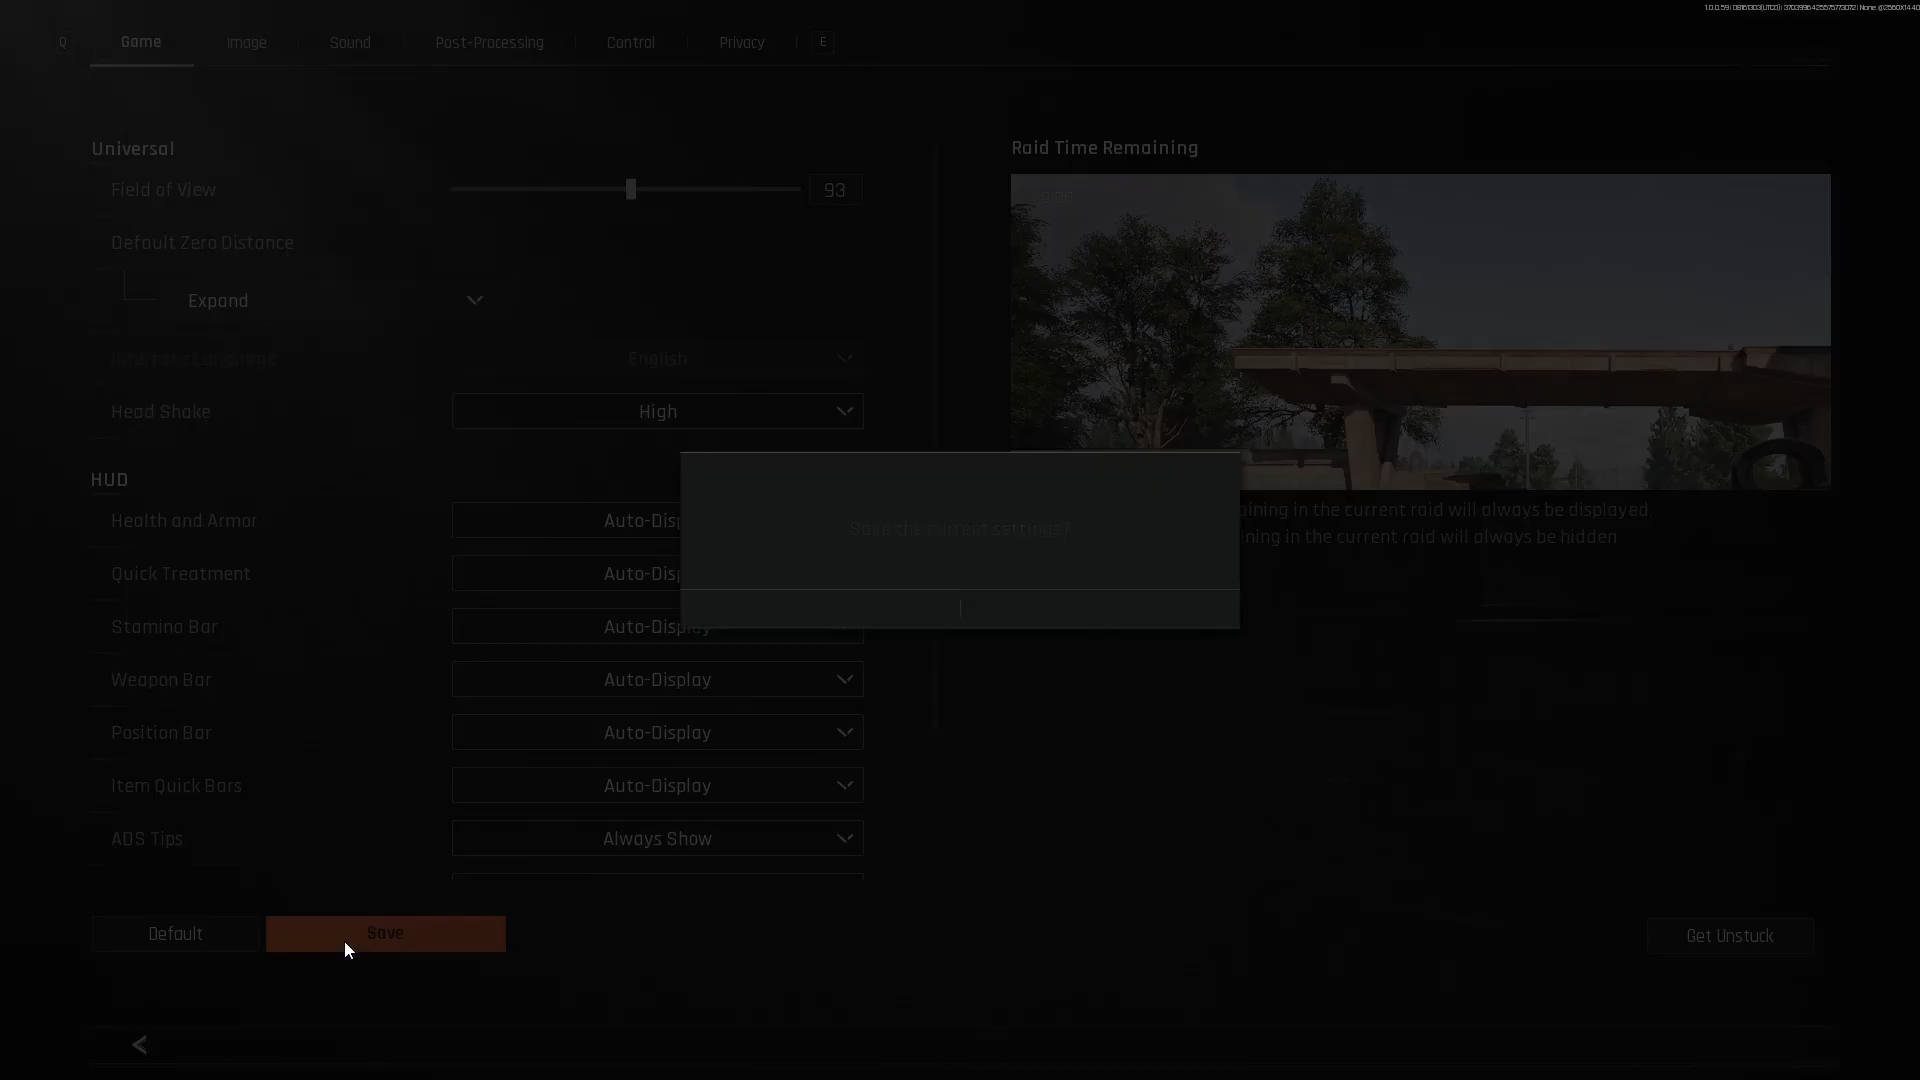 Q Game Image Sound Post-Processing Control Privacy E
Universal
Field of View 93
Default Zero Distance
Expand
Interface Language English
Head Shake High
HUD
Health and Armor Auto-Disp
Quick Treatment Auto-Disp
Stamina Bar Auto-Display
Weapon Bar Auto-Display
Position Bar Auto-Display
Item Quick Bars Auto-Display
ADS Tips Always Show
Raid Time Remaining
aining in the current raid will always be displayed.
ning in the current raid will always be hidden
Save the current settings?
Default Save Get Unstuck